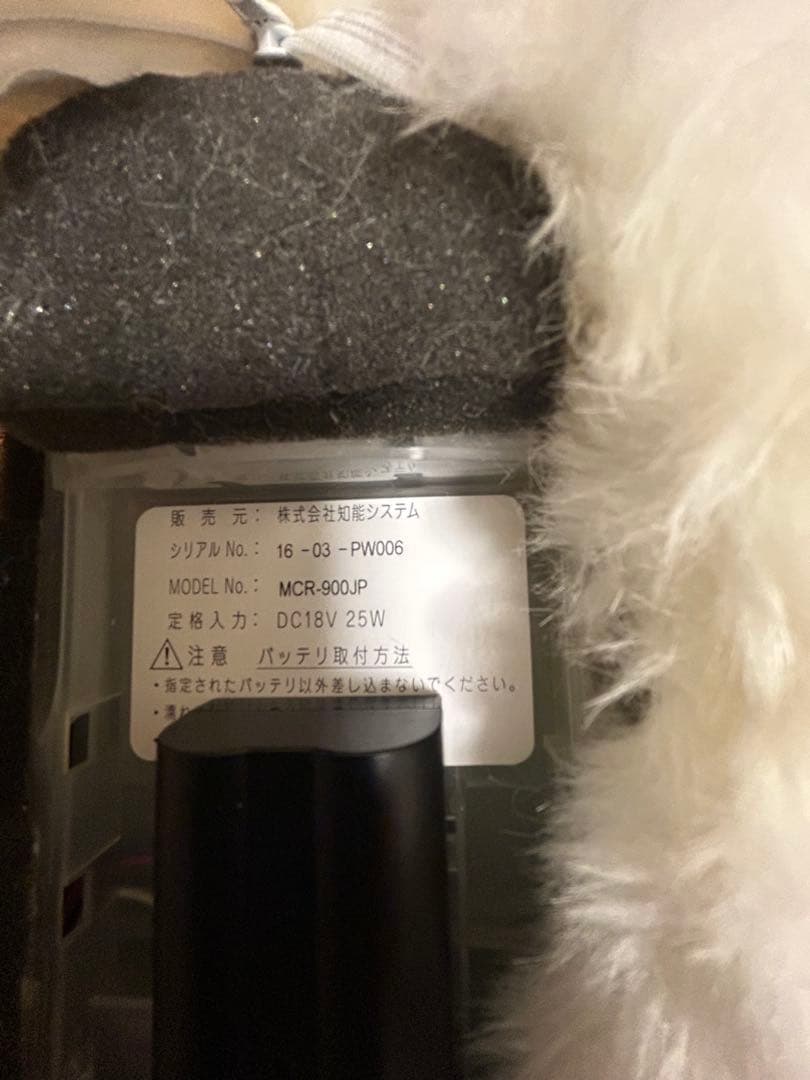 販 売 元： 株式会社知能システム
シリアル No.： 16 -03 -PW006
MODEL No.： MCR-900JP
定格入力： DC18V 25W
注意 バッテリ取付方法
・指定されたバッテリ以外差し込まないでください。
・濡れ